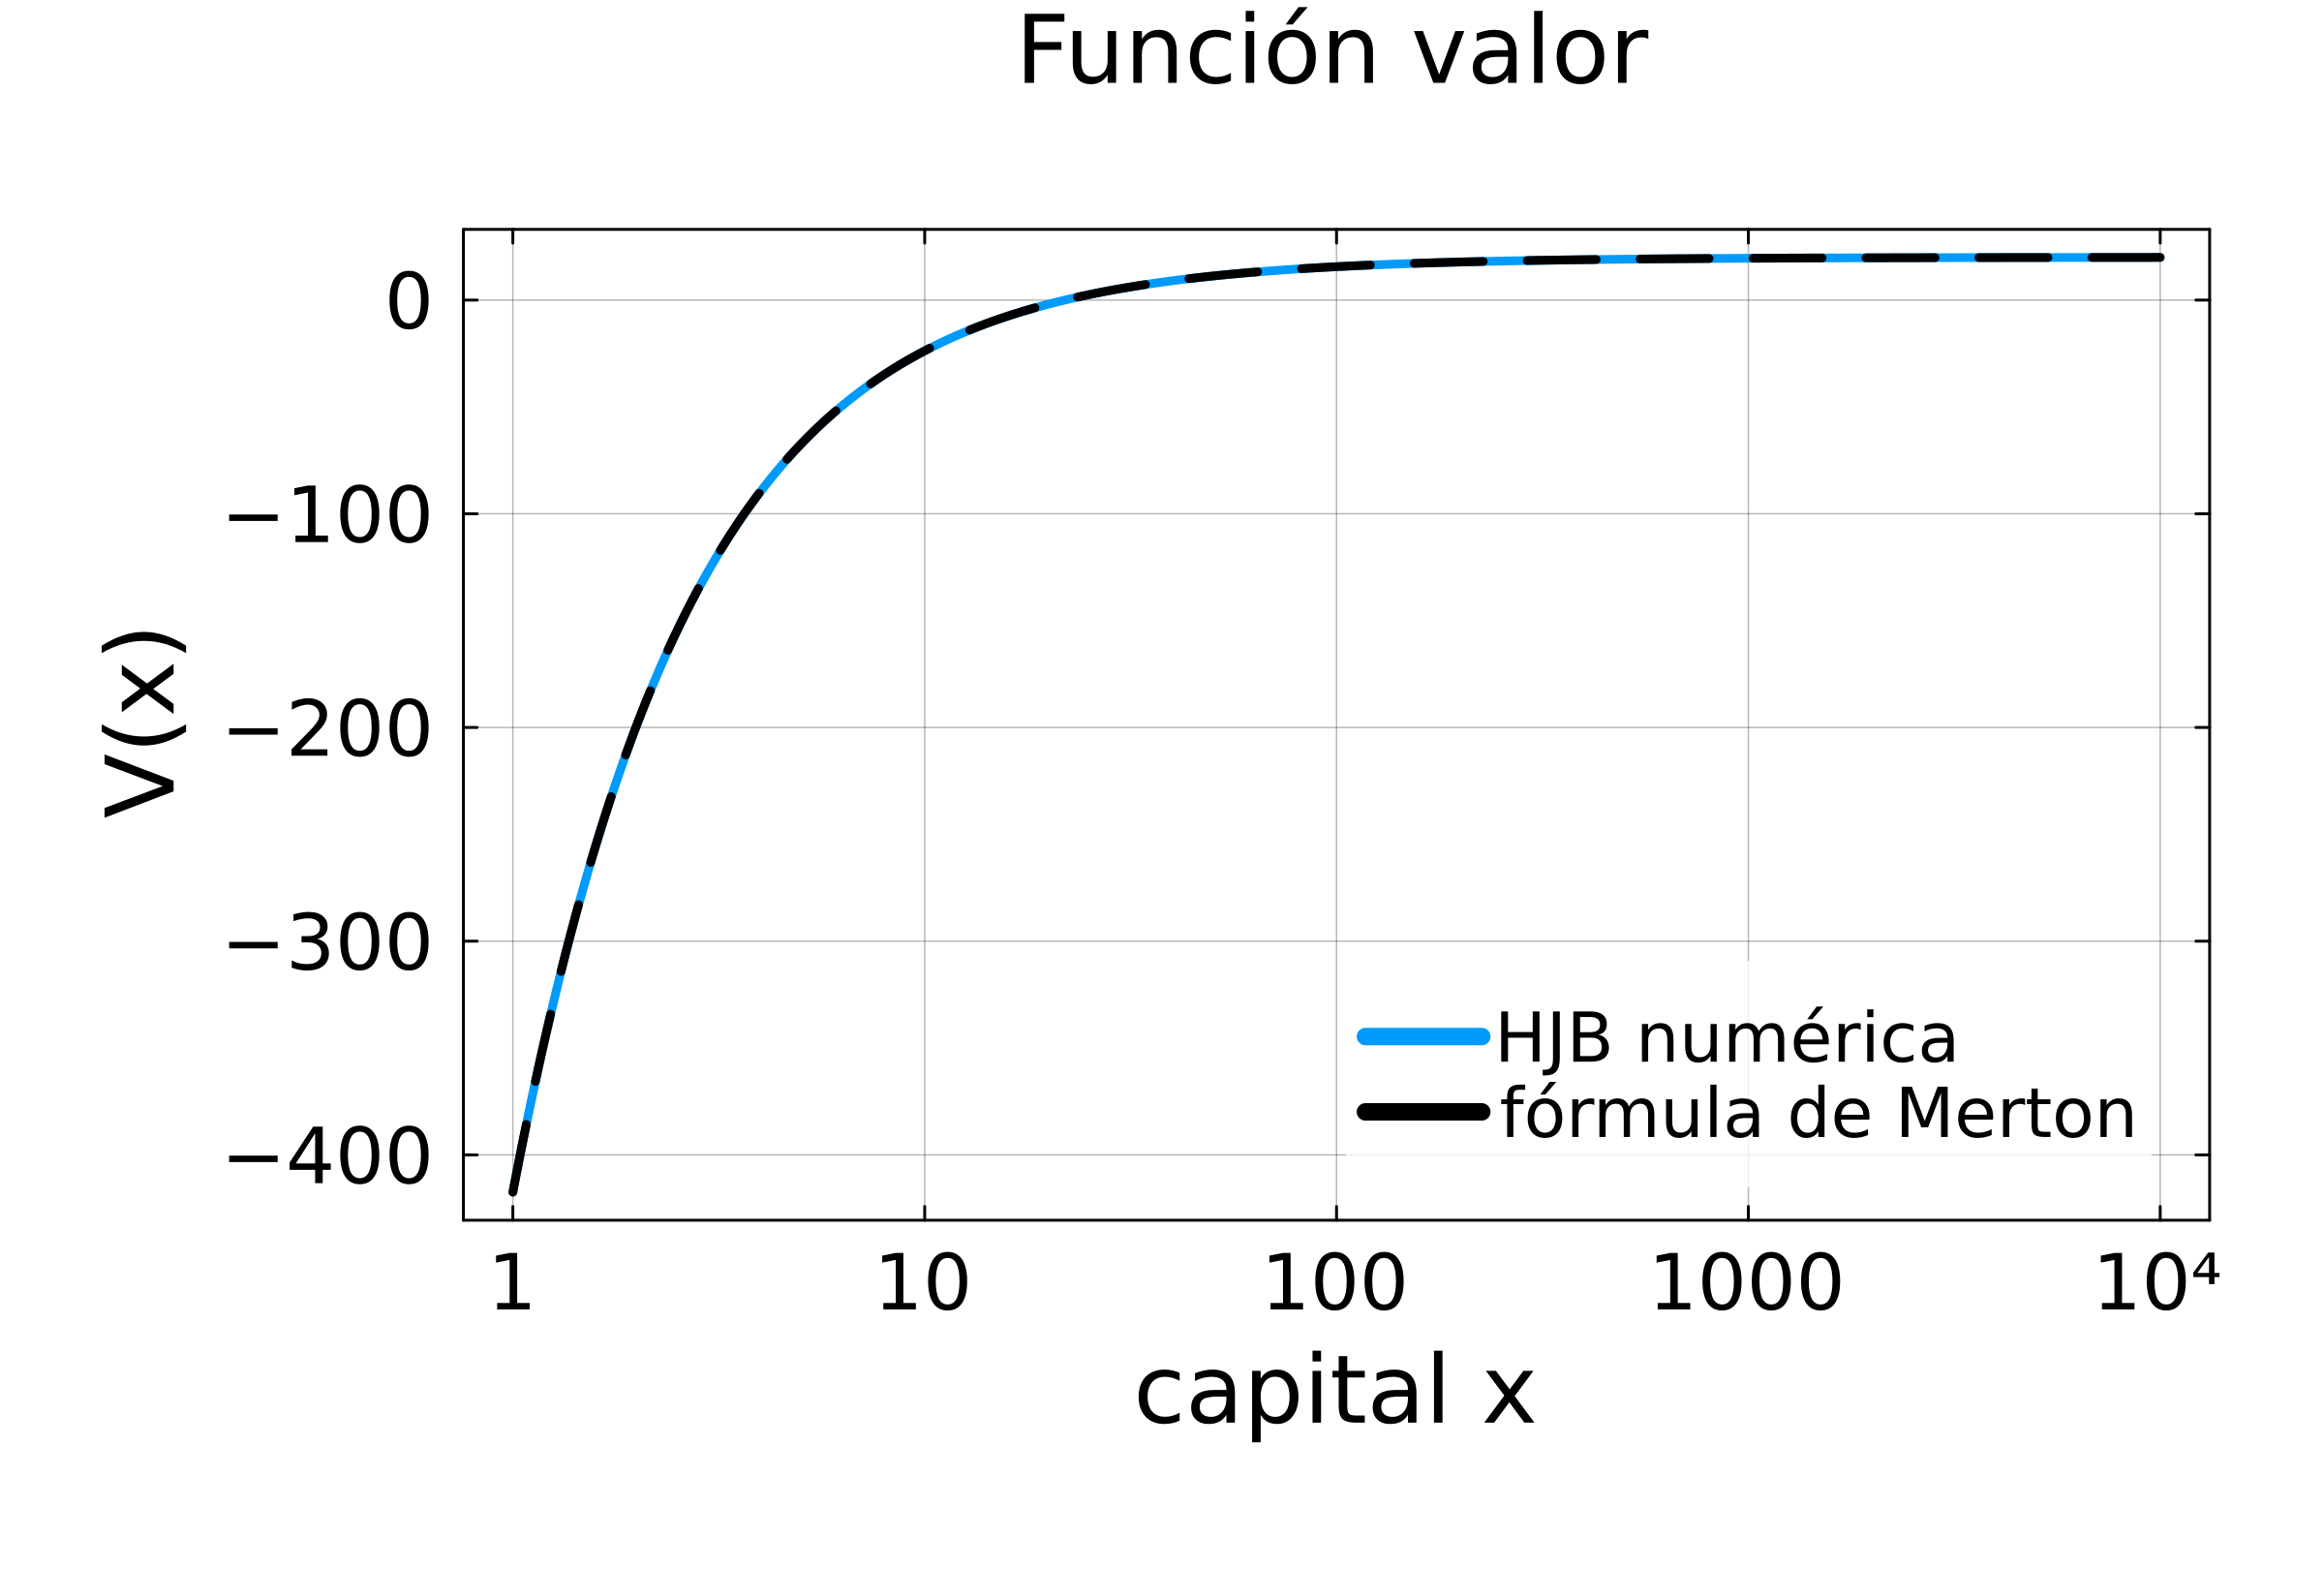 Función valor
V(x)
0
−100
−200
−300
−400
HJB numérica
fórmula de Merton
1
10
100
1000
10⁴
capital x